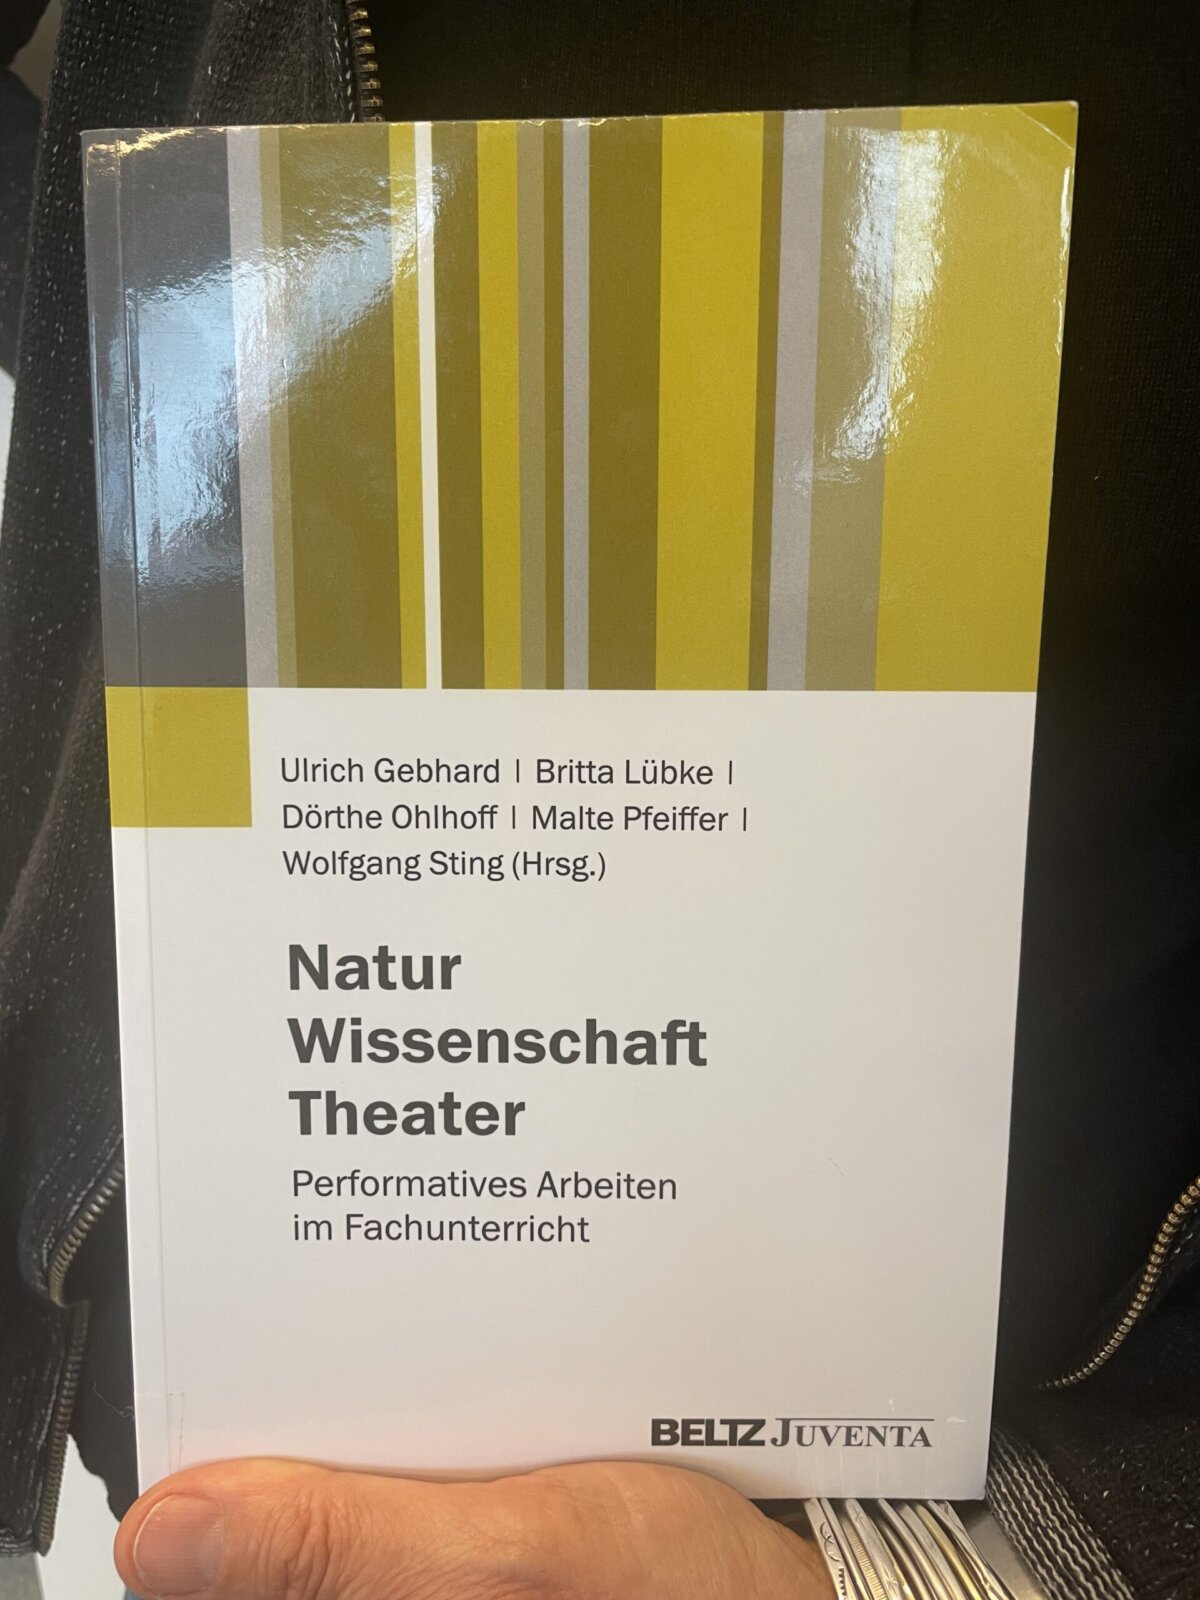 Ulrich Gebhard | Britta Lübke |
Dörthe Ohlhoff | Malte Pfeiffer |
Wolfgang Sting (Hrsg.)
Natur
Wissenschaft
Theater
Performatives Arbeiten
im Fachunterricht
BELTZ JUVENTA